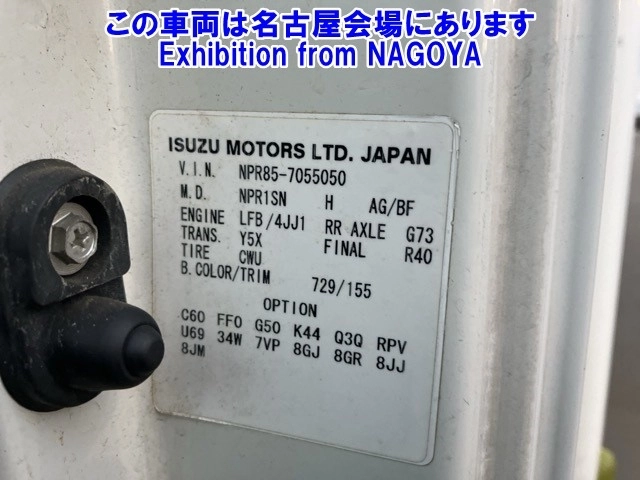 この車両は名古屋会場にあります
Exhibition from NAGOYA
ISUZU MOTORS LTD. JAPAN
V.I.N. NPR85-7055050
M.D. NPR1SN H AG/BF
ENGINE LFB/4JJ1 RR AXLE G73
TRANS. Y5X FINAL R40
TIRE CWU
B.COLOR/TRIM 729/155
OPTION
C60 FF0 G50 K44 Q3Q RPV
U69 34W 7VP 8GJ 8GR 8JJ
8JM